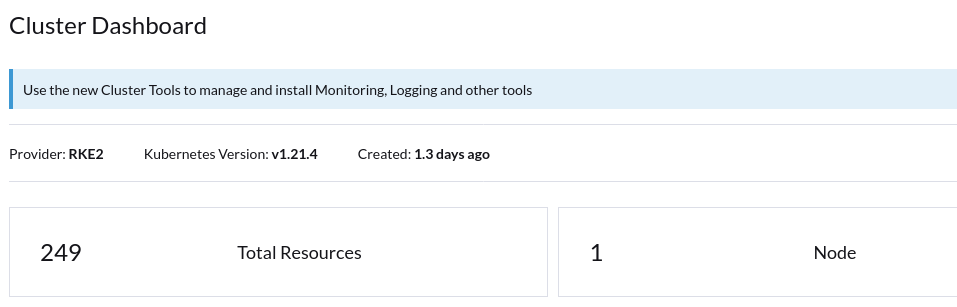 Cluster Dashboard
Use the new Cluster Tools to manage and install Monitoring, Logging and other tools
Provider: RKE2 Kubernetes Version: v1.21.4 Created: 1.3 days ago
249 Total Resources 1 Node